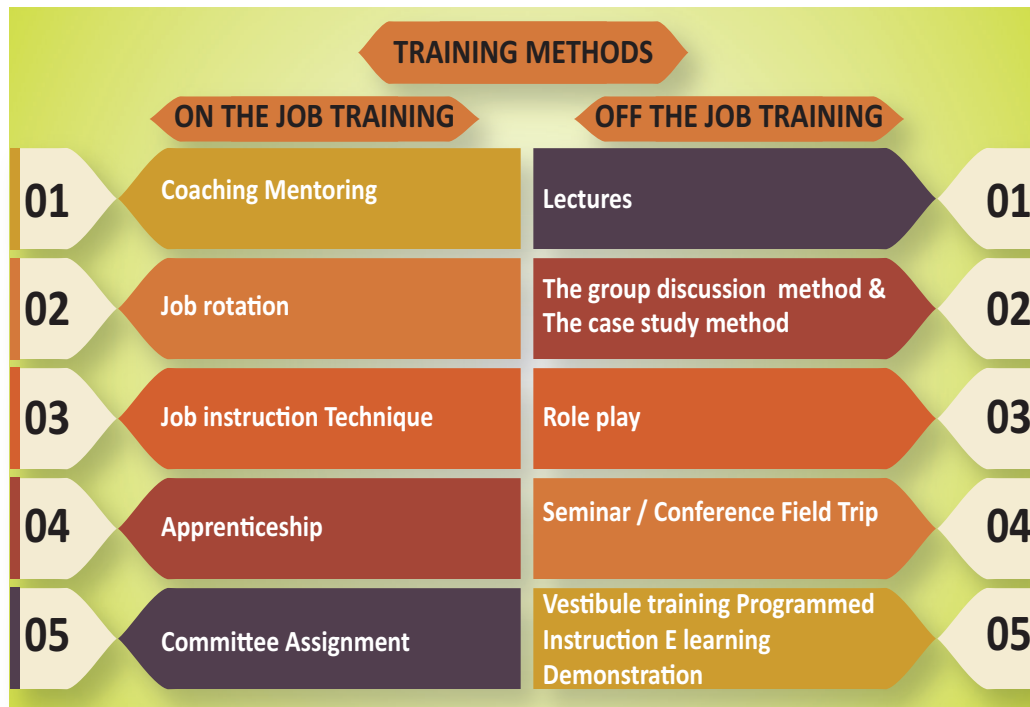 TRAINING METHODS
ON THE JOB TRAINING
OFF THE JOB TRAINING
01
Coaching Mentoring
Lectures
01
02
Job rotation
The group discussion method &
The case study method
02
03
Job instruction Technique
Role play
03
04
Apprenticeship
Seminar / Conference Field Trip
04
05
Committee Assignment
Vestibule training Programmed
Instruction E learning
Demonstration
05